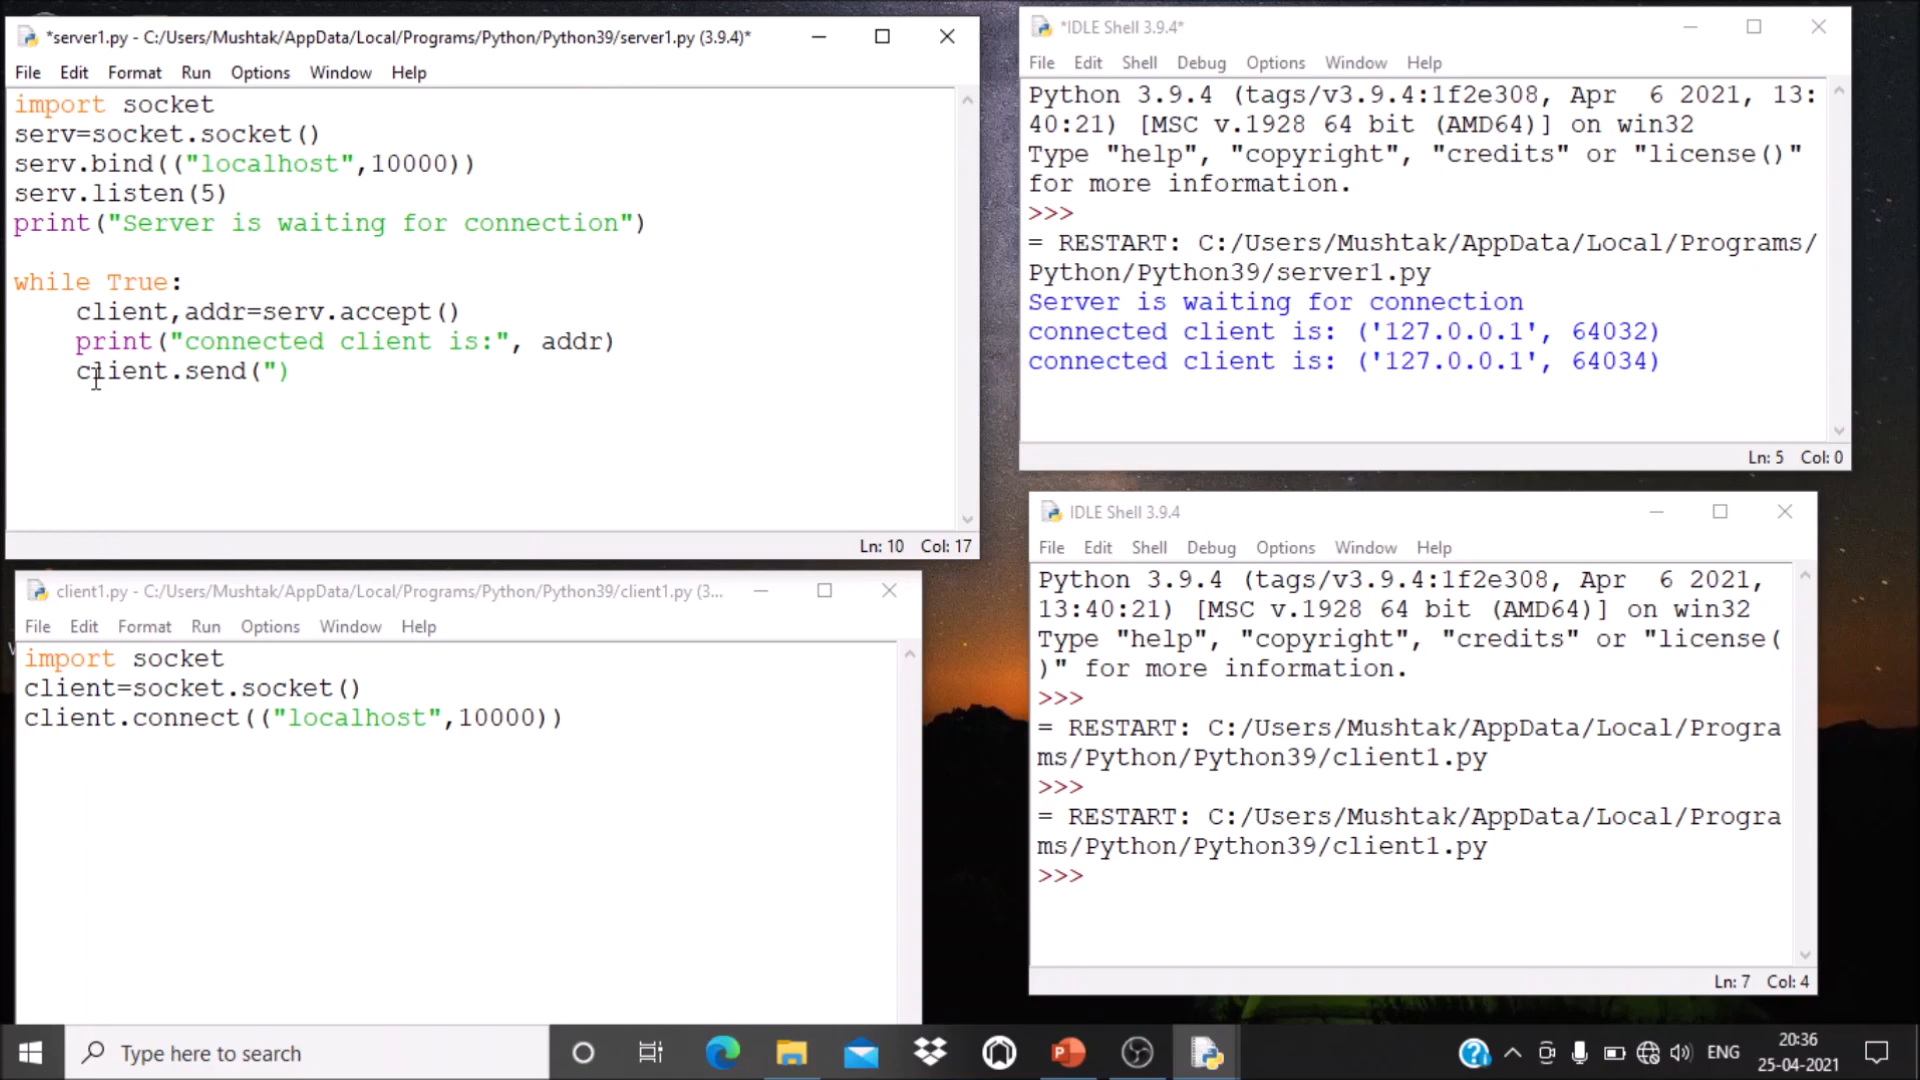 *server1.py - C:/Users/Mushtak/AppData/Local/Programs/Python/Python39/server1.py (3.9.4)*
File Edit Format Run Options Window Help
import socket
serv=socket.socket()
serv.bind(("localhost",10000))
serv.listen(5)
print("Server is waiting for connection")
while True:
client,addr=serv.accept()
print("connected client is:", addr)
client.send(")
Ln: 10 Col: 17
*IDLE Shell 3.9.4*
File Edit Shell Debug Options Window Help
Python 3.9.4 (tags/v3.9.4:1f2e308, Apr 6 2021, 13:
40:21) [MSC v.1928 64 bit (AMD64)] on win32
Type "help", "copyright", "credits" or "license()"
for more information.
>>>
= RESTART: C:/Users/Mushtak/AppData/Local/Programs/
Python/Python39/server1.py
Server is waiting for connection
connected client is: ('127.0.0.1', 64032)
connected client is: ('127.0.0.1', 64034)
Ln: 5 Col: 0
client1.py - C:/Users/Mushtak/AppData/Local/Programs/Python/Python39/client1.py (3...
File Edit Format Run Options Window Help
import socket
client=socket.socket()
client.connect(("localhost",10000))
IDLE Shell 3.9.4
File Edit Shell Debug Options Window Help
Python 3.9.4 (tags/v3.9.4:1f2e308, Apr 6 2021,
13:40:21) [MSC v.1928 64 bit (AMD64)] on win32
Type "help", "copyright", "credits" or "license(
)" for more information.
>>>
= RESTART: C:/Users/Mushtak/AppData/Local/Progra
ms/Python/Python39/client1.py
>>>
= RESTART: C:/Users/Mushtak/AppData/Local/Progra
ms/Python/Python39/client1.py
>>>
Ln: 7 Col: 4
Type here to search
ENG
20:36
25-04-2021